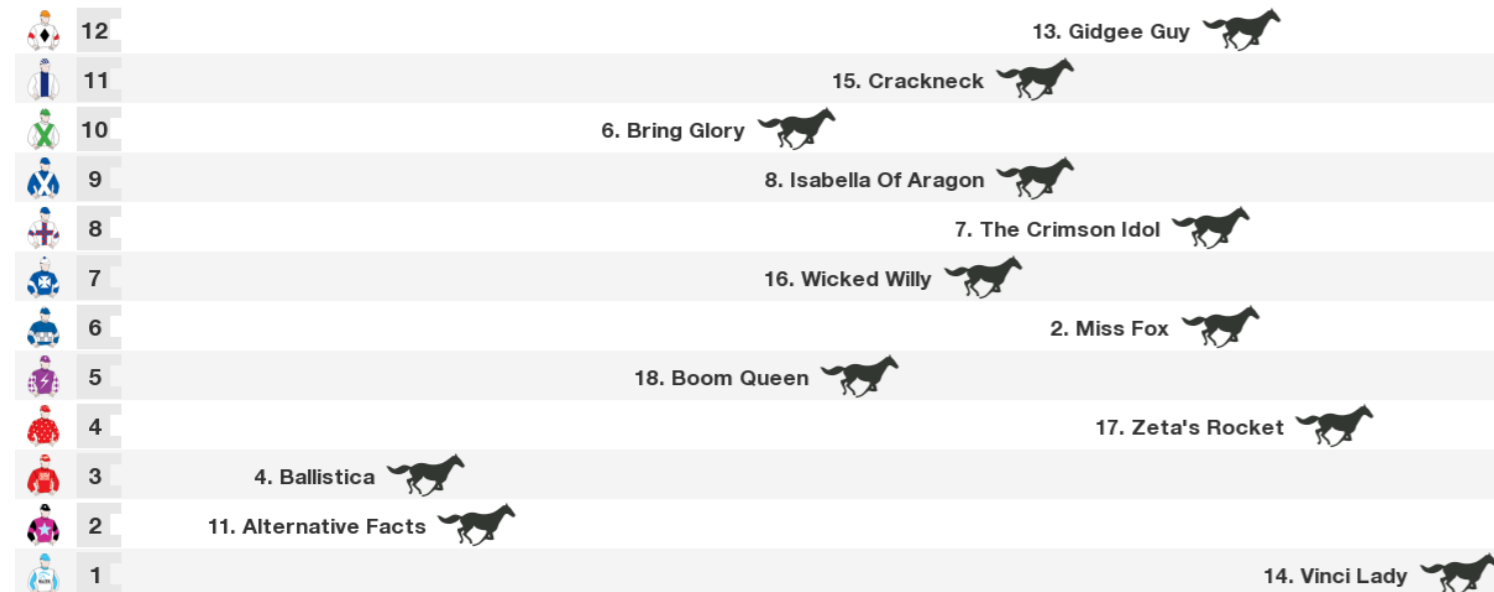 12 13. Gidgee Guy
11 15. Crackneck
10 6. Bring Glory
9 8. Isabella Of Aragon
8 7. The Crimson Idol
7 16. Wicked Willy
6 2. Miss Fox
5 18. Boom Queen
4 17. Zeta's Rocket
3 4. Ballistica
2 11. Alternative Facts
1 14. Vinci Lady